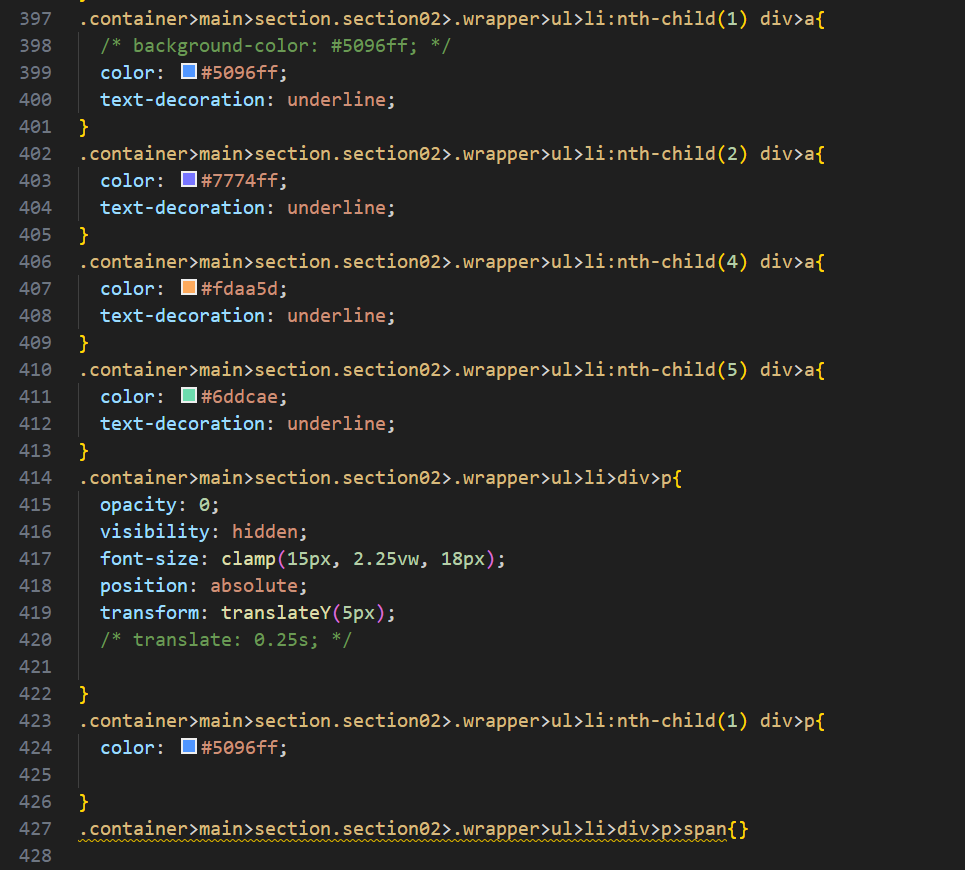 397 .container>main>section.section02>.wrapper>ul>li:nth-child(1) div>a{
398 /* background-color: #5096ff; */
399 color: #5096ff;
400 text-decoration: underline;
401 }
402 .container>main>section.section02>.wrapper>ul>li:nth-child(2) div>a{
403 color: #7774ff;
404 text-decoration: underline;
405 }
406 .container>main>section.section02>.wrapper>ul>li:nth-child(4) div>a{
407 color: #fdaa5d;
408 text-decoration: underline;
409 }
410 .container>main>section.section02>.wrapper>ul>li:nth-child(5) div>a{
411 color: #6ddcae;
412 text-decoration: underline;
413 }
414 .container>main>section.section02>.wrapper>ul>li>div>p{
415 opacity: 0;
416 visibility: hidden;
417 font-size: clamp(15px, 2.25vw, 18px);
418 position: absolute;
419 transform: translateY(5px);
420 /* translate: 0.25s; */
421
422 }
423 .container>main>section.section02>.wrapper>ul>li:nth-child(1) div>p{
424 color: #5096ff;
425
426 }
427 .container>main>section.section02>.wrapper>ul>li>div>p>span{}
428